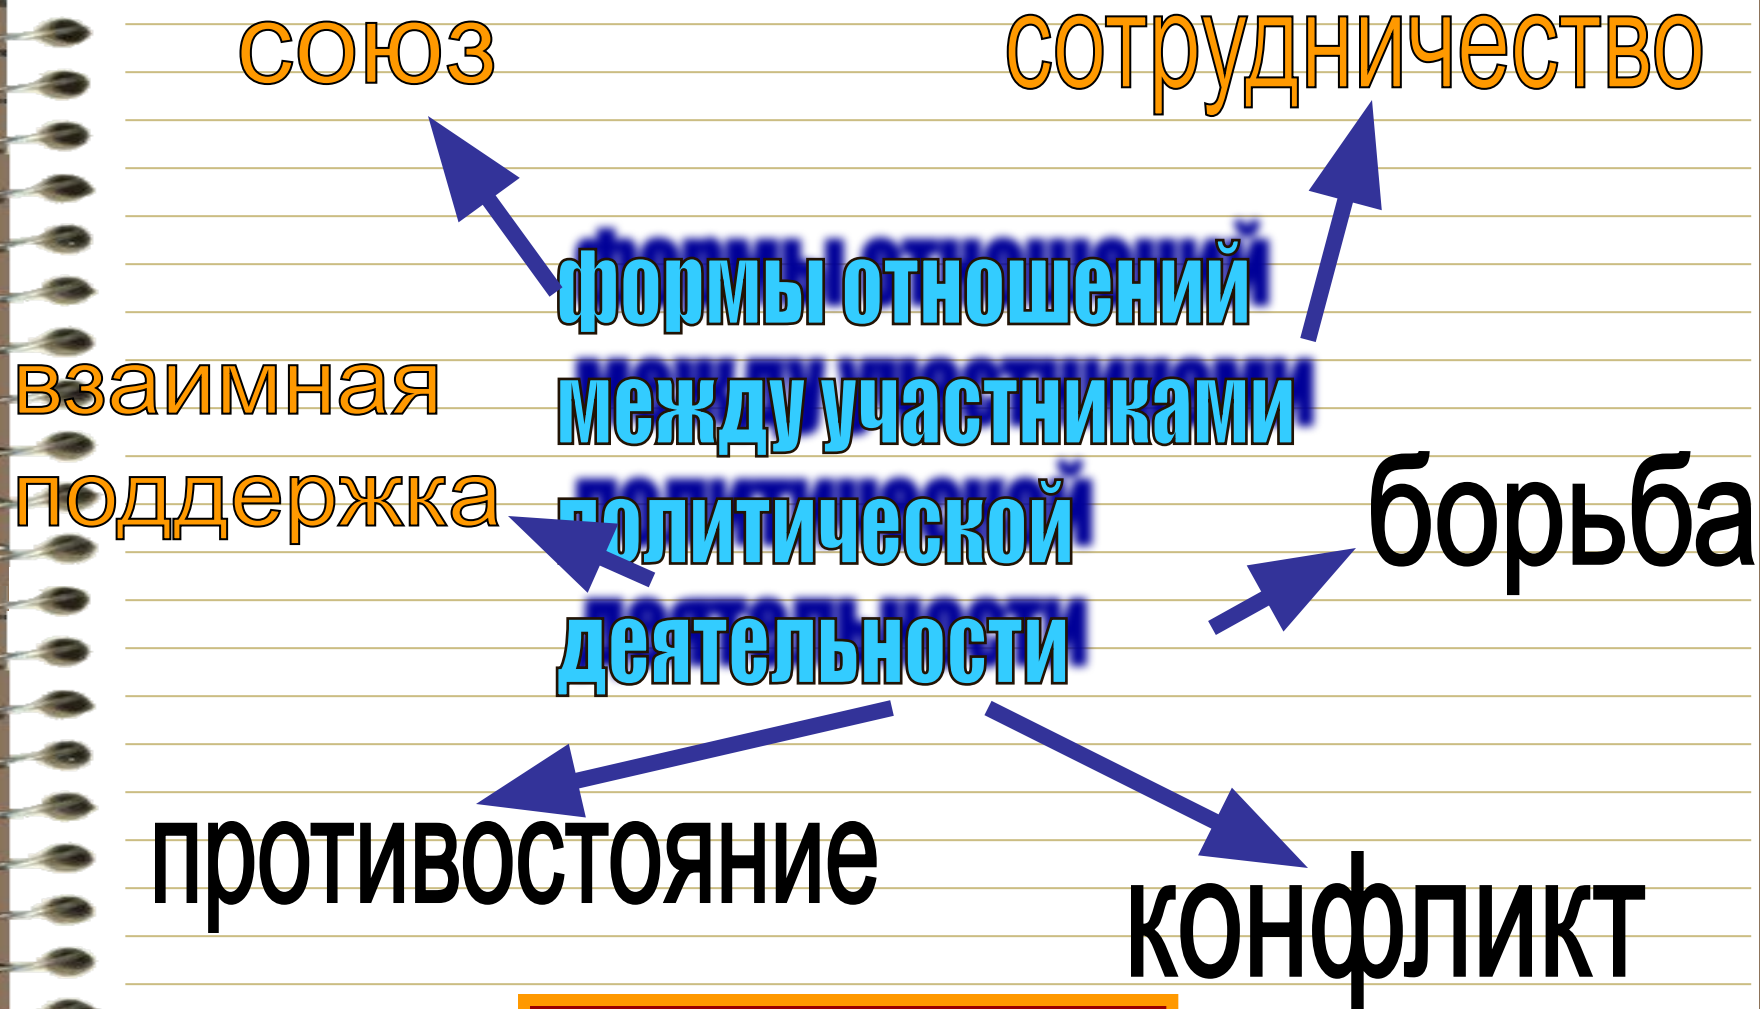 союз
сотрудничество
формы отношений
между участниками
политической
деятельности
взаимная
поддержка
борьба
противостояние
конфликт